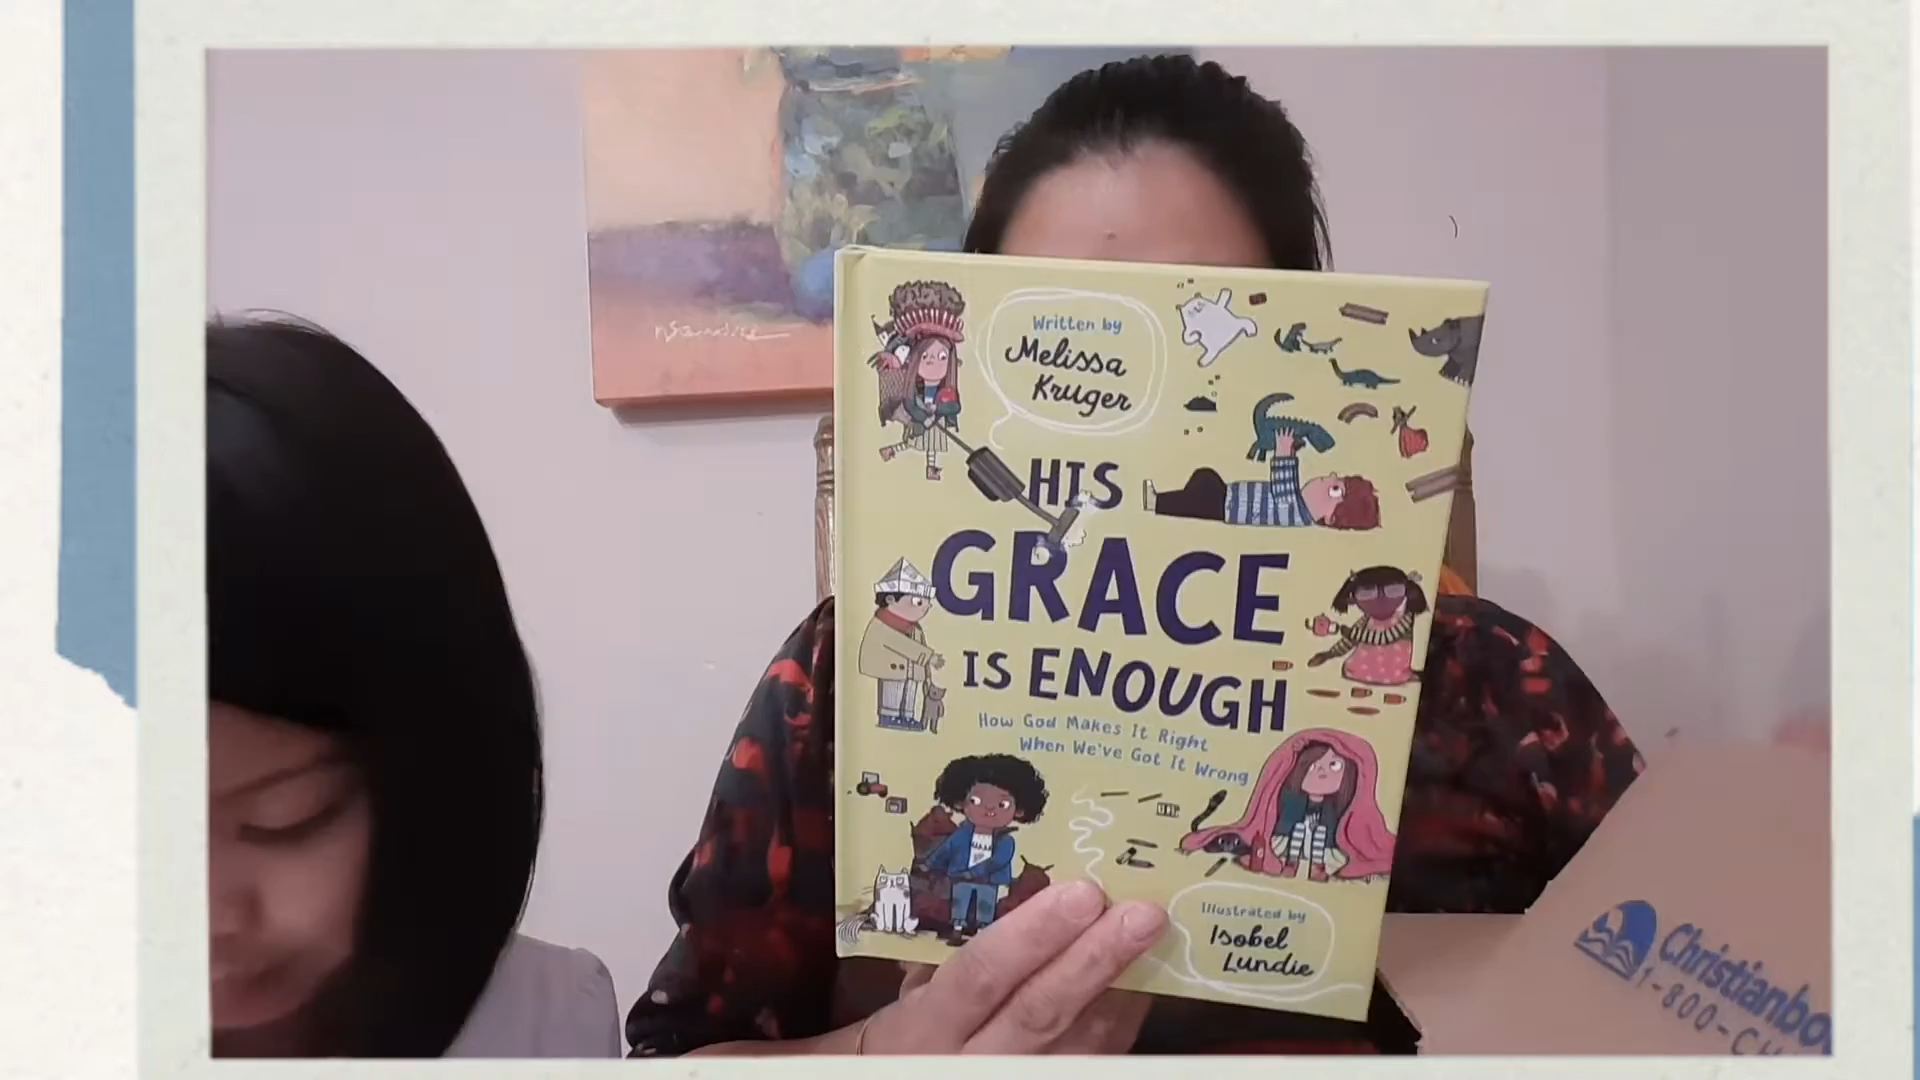 Written by
Melissa
Kruger
HIS
GRACE
IS ENOUGH
How God Makes It Right
When We've Got It Wrong
Illustrated by
Isobel
Lundie
1-800-